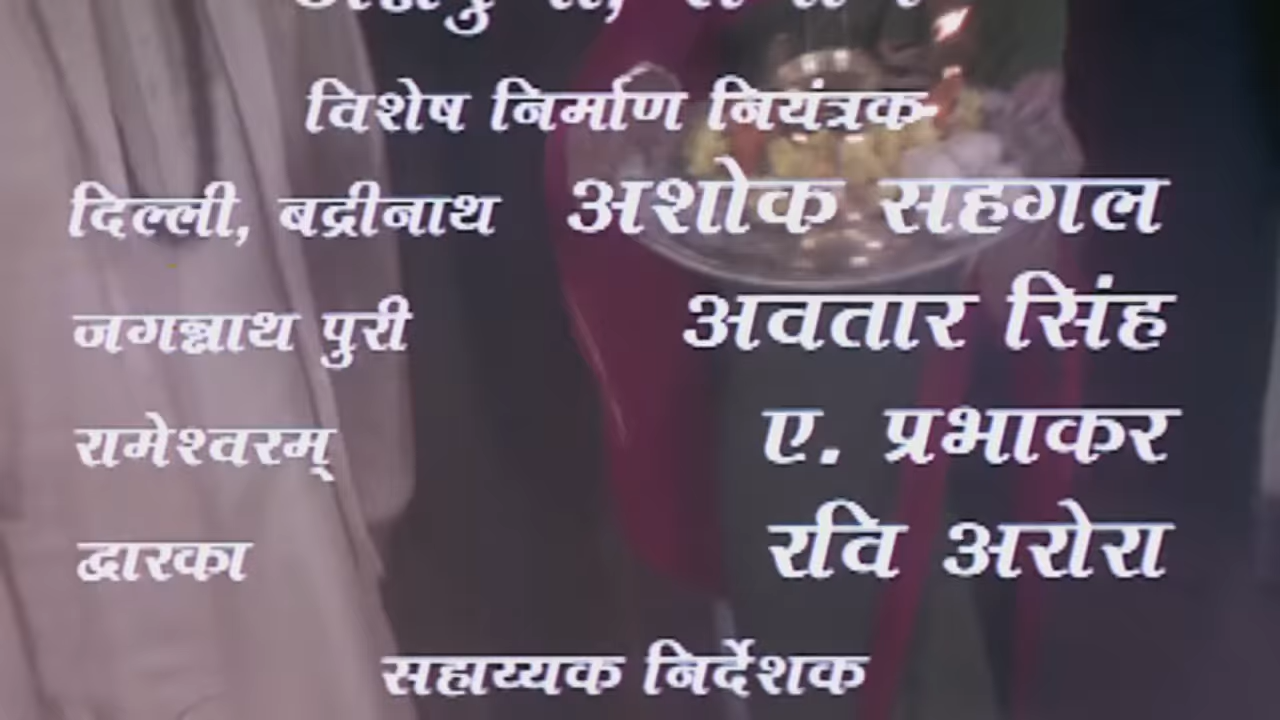 विशेष निर्माण नियंत्रक-
दिल्ली, बद्रीनाथ अशोक सहगल
जगन्नाथ पुरी अवतार सिंह
रामेश्वरम् ए. प्रभाकर
द्वारका रवि अरोरा
सहाय्यक निर्देशक